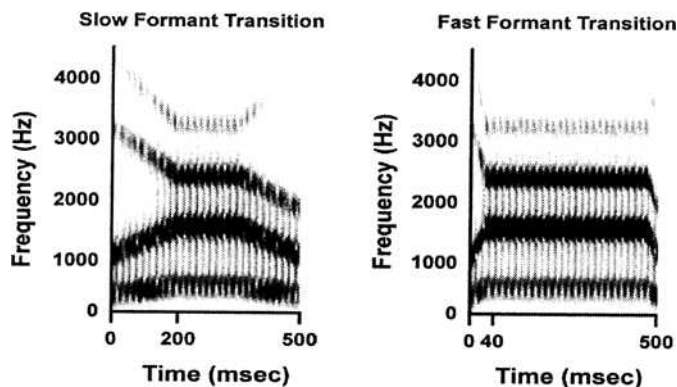 Slow Formant Transition
Frequency (Hz)
4000
3000
2000
1000
0
0 200 500
Time (msec)
Fast Formant Transition
Frequency (Hz)
4000
3000
2000
1000
0
0 40 500
Time (msec)